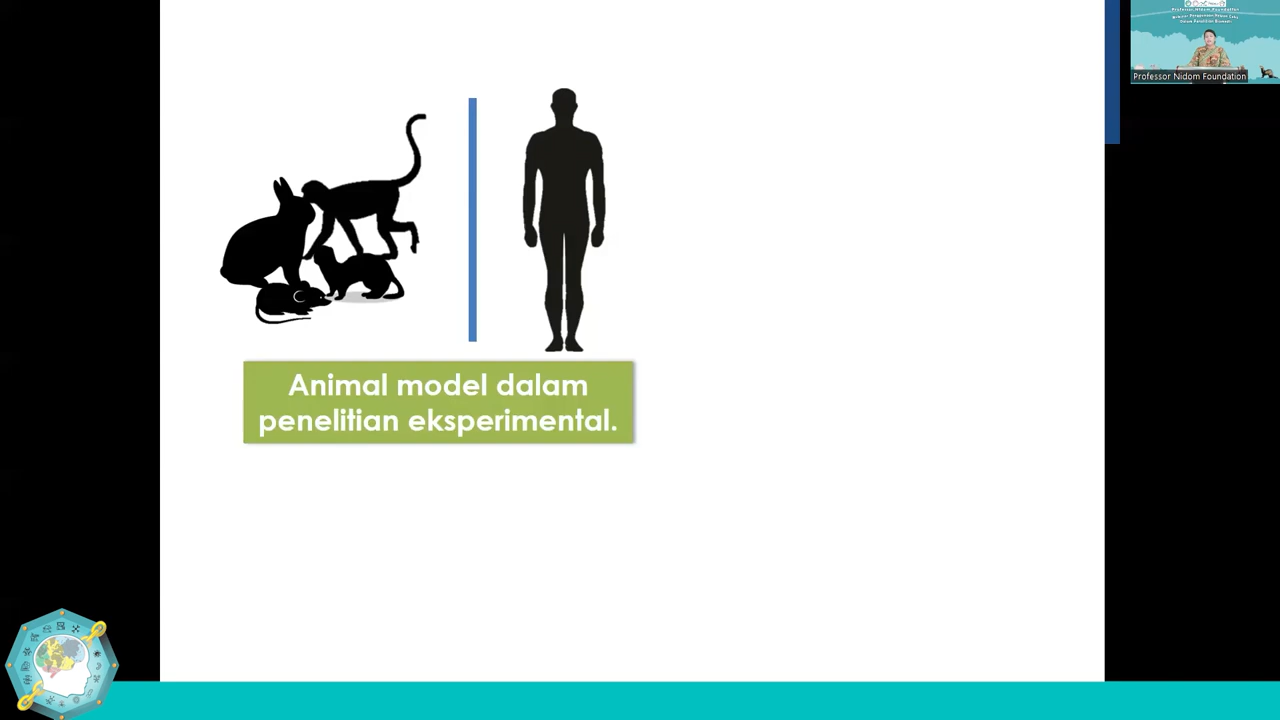 Professor Nidom Foundation
Animal model dalam
penelitian eksperimental.